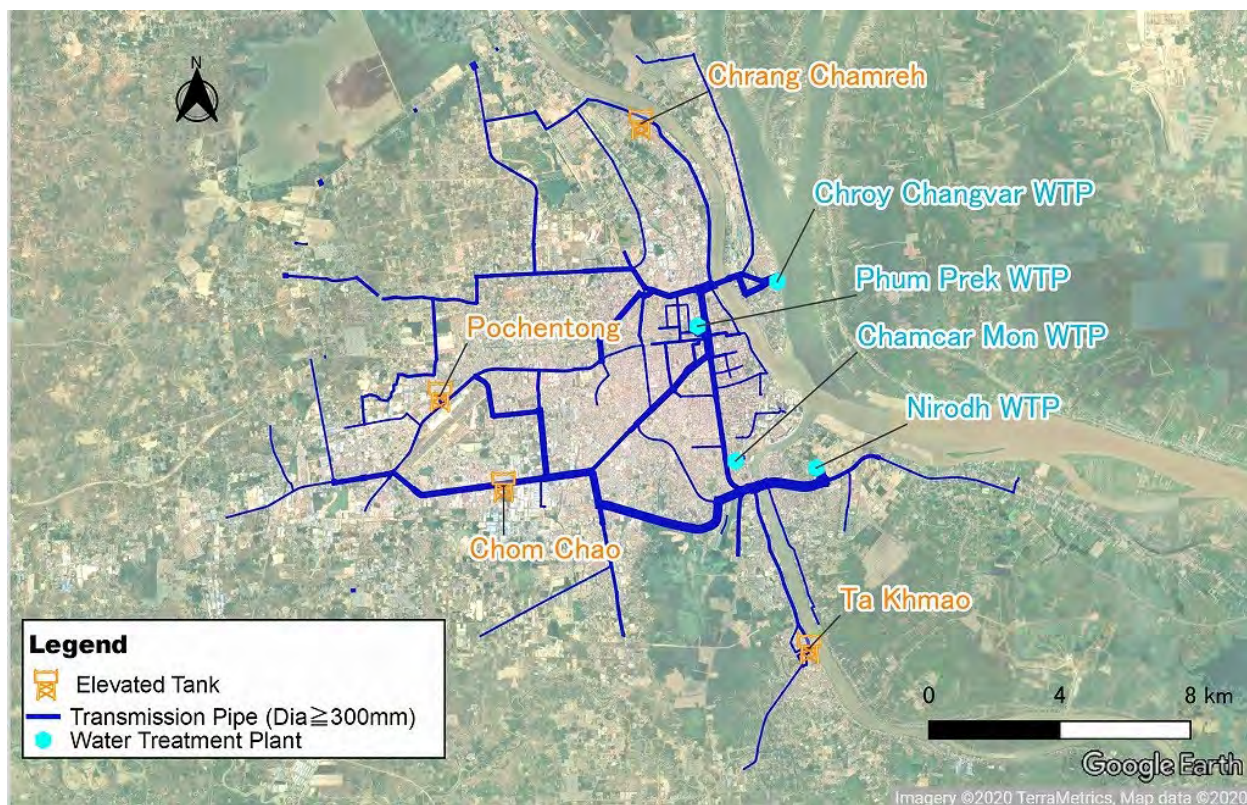 N
Chrang Chamreh
Chroy Changvar WTP
Phum Prek WTP
Pochentong
Chamcar Mon WTP
Nirodh WTP
Chom Chao
Ta Khmao
Legend
Elevated Tank
Transmission Pipe (Dia≧300mm)
Water Treatment Plant
0 4 8 km
Google Earth
Imagery ©2020 TerraMetrics, Map data ©2020